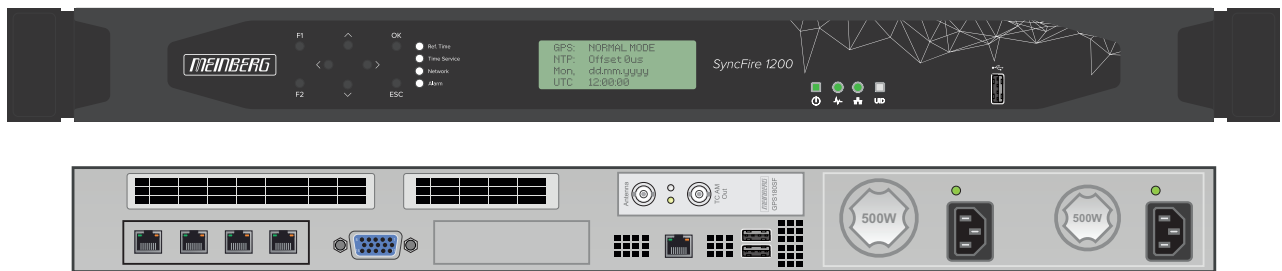 F1
OK
F2
ESC
MEINBERG
Ref. Time
Time Service
Network
Alarm
GPS: NORMAL MODE
NTP: Offset 0us
Mon, dd.mm.yyyy
UTC 12:00:00
SyncFire 1200
UID
Antenna
TC AM
Out
MEINBERG
GPS180SF
500W
500W